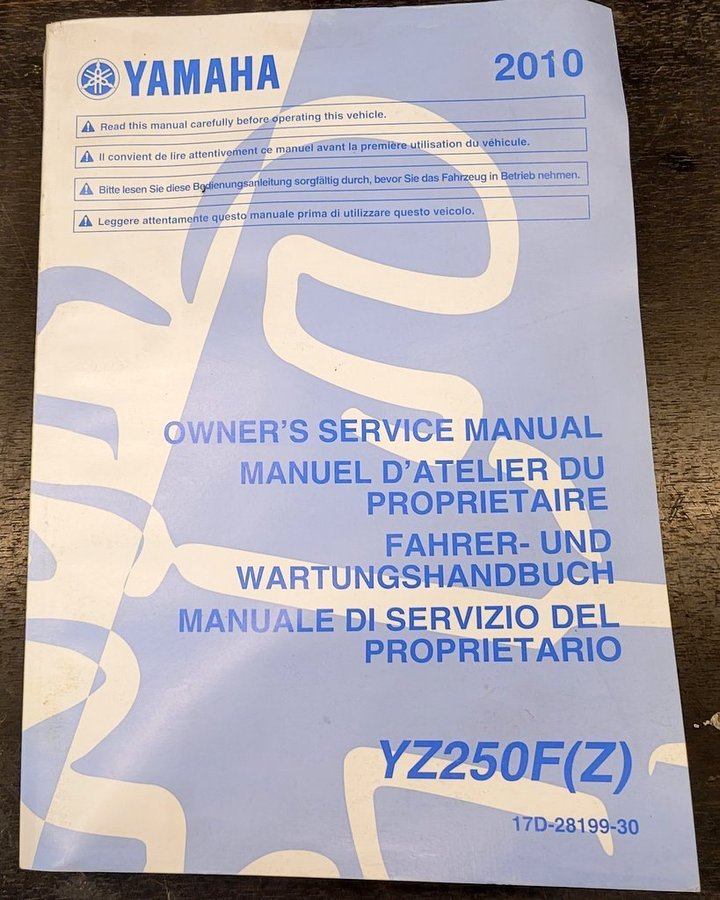 YAMAHA
2010
Read this manual carefully before operating this vehicle.
Il convient de lire attentivement ce manuel avant la première utilisation du véhicule.
Bitte lesen Sie diese Bedienungsanleitung sorgfältig durch, bevor Sie das Fahrzeug in Betrieb nehmen.
Leggere attentamente questo manuale prima di utilizzare questo veicolo.
OWNER'S SERVICE MANUAL
MANUEL D'ATELIER DU
PROPRIETAIRE
FAHRER- UND
WARTUNGSHANDBUCH
MANUALE DI SERVIZIO DEL
PROPRIETARIO
YZ250F(Z)
17D-28199-30